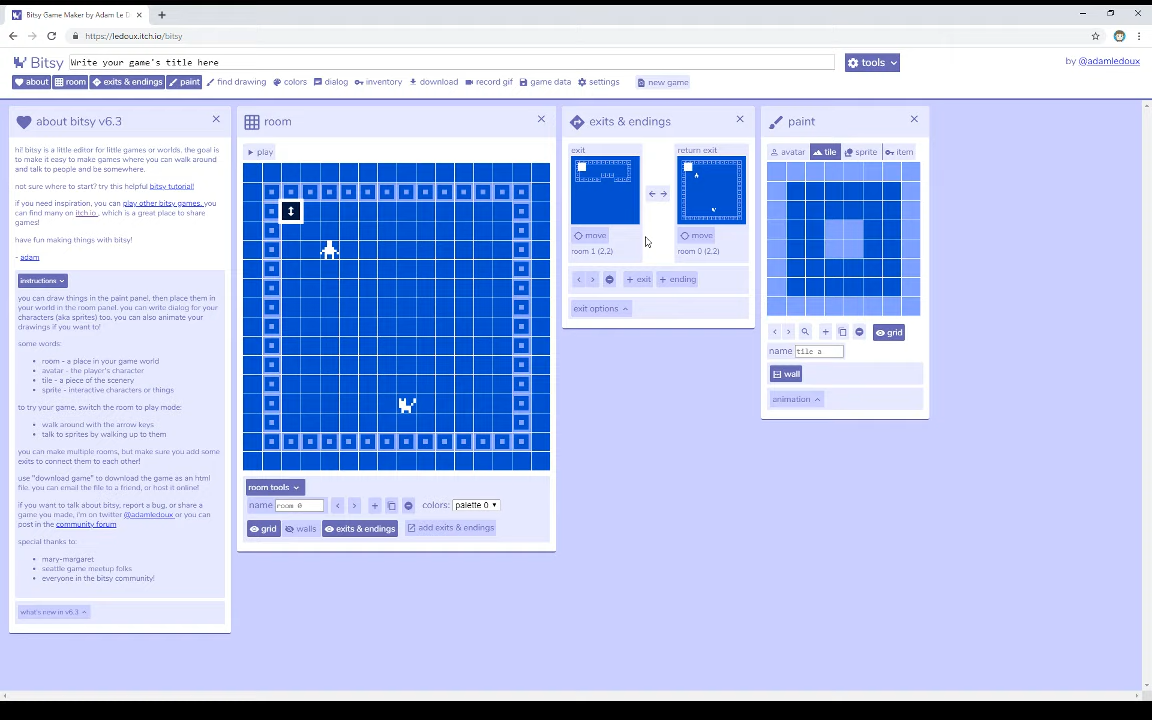 Bitsy Game Maker by Adam Le D
https://ledoux.itch.io/bitsy
Bitsy
Write your game's title here
tools
by @adamledoux
about room exits & endings paint find drawing colors dialog inventory download record gif game data settings new game
about bitsy v6.3
hi! bitsy is a little editor for little games or worlds. the goal is
to make it easy to make games where you can walk around
and talk to people and be somewhere.
not sure where to start? try this helpful bitsy tutorial!
if you need inspiration, you can play other bitsy games. you
can find many on itch.io , which is a great place to share
games!
have fun making things with bitsy!
- adam
instructions
you can draw things in the paint panel, then place them in
your world in the room panel. you can write dialog for your
characters (aka sprites) too. you can also animate your
drawings if you want to!
some words:
room - a place in your game world
avatar - the player's character
tile - a piece of the scenery
sprite - interactive characters or things
to try your game, switch the room to play mode:
walk around with the arrow keys
talk to sprites by walking up to them
you can make multiple rooms, but make sure you add some
exits to connect them to each other!
use "download game" to download the game as an html
file. you can email the file to a friend, or host it online!
if you want to talk about bitsy, report a bug, or share a
game you made, i'm on twitter @adamledoux or you can
post in the community forum
special thanks to:
mary-margaret
seattle game meetup folks
everyone in the bitsy community!
what's new in v6.3
room
play
room tools
name room 0 colors: palette 0
grid walls exits & endings add exits & endings
exits & endings
exit return exit
move move
room 1 (2,2) room 0 (2,2)
+ exit + ending
exit options
paint
avatar tile sprite item
grid
name tile a
wall
animation